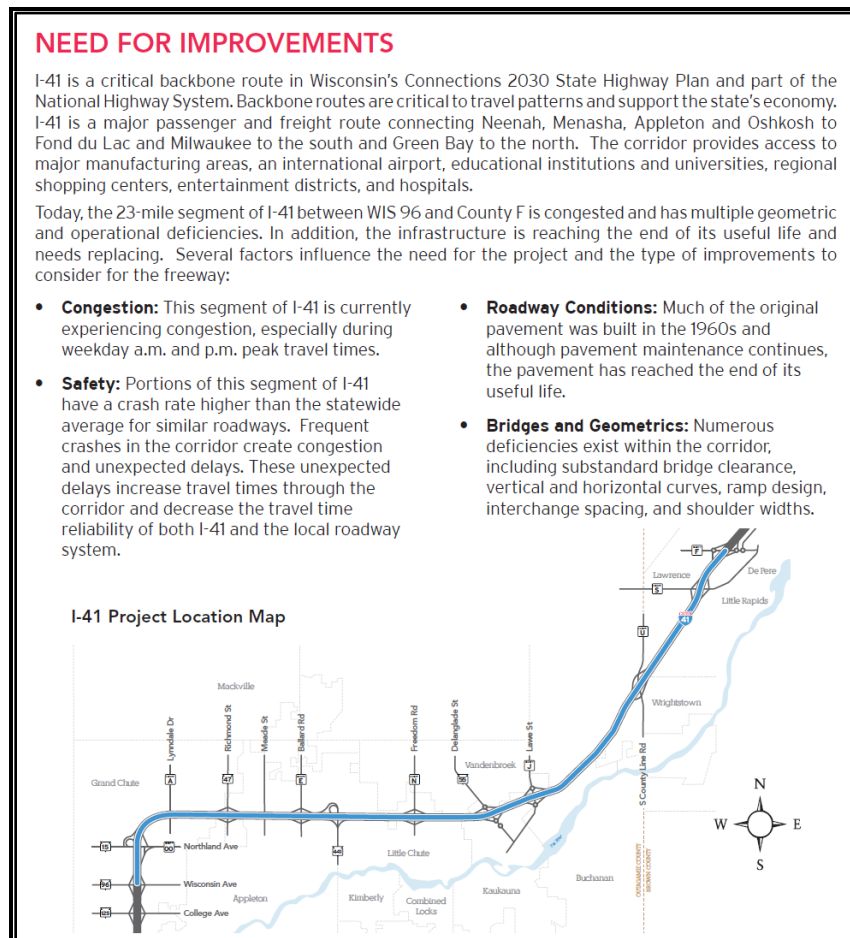 NEED FOR IMPROVEMENTS
I-41 is a critical backbone route in Wisconsin's Connections 2030 State Highway Plan and part of the
National Highway System. Backbone routes are critical to travel patterns and support the state's economy.
I-41 is a major passenger and freight route connecting Neenah, Menasha, Appleton and Oshkosh to
Fond du Lac and Milwaukee to the south and Green Bay to the north. The corridor provides access to
major manufacturing areas, an international airport, educational institutions and universities, regional
shopping centers, entertainment districts, and hospitals.
Today, the 23-mile segment of I-41 between WIS 96 and County F is congested and has multiple geometric
and operational deficiencies. In addition, the infrastructure is reaching the end of its useful life and
needs replacing. Several factors influence the need for the project and the type of improvements to
consider for the freeway:
• Congestion: This segment of I-41 is currently
experiencing congestion, especially during
weekday a.m. and p.m. peak travel times.
• Safety: Portions of this segment of I-41
have a crash rate higher than the statewide
average for similar roadways. Frequent
crashes in the corridor create congestion
and unexpected delays. These unexpected
delays increase travel times through the
corridor and decrease the travel time
reliability of both I-41 and the local roadway
system.
• Roadway Conditions: Much of the original
pavement was built in the 1960s and
although pavement maintenance continues,
the pavement has reached the end of its
useful life.
• Bridges and Geometrics: Numerous
deficiencies exist within the corridor,
including substandard bridge clearance,
vertical and horizontal curves, ramp design,
interchange spacing, and shoulder widths.
I-41 Project Location Map
F
Lawrence
De Pere
S
Little Rapids
41
U
Mackville
Wrightstown
Lynndale Dr
Richmond St
Meade St
Ballard Rd
Freedom Rd
Delanglade St
Lawe St
S County Line Rd
Vandenbroek
J
Grand Chute
A
47
E
N
55
N
W
E
S
15
00
Northland Ave
441
Little Chute
OUTAGAMIE COUNTY
BROWN COUNTY
96
Wisconsin Ave
Appleton
Kimberly
Combined
Locks
Kaukauna
Buchanan
125
College Ave